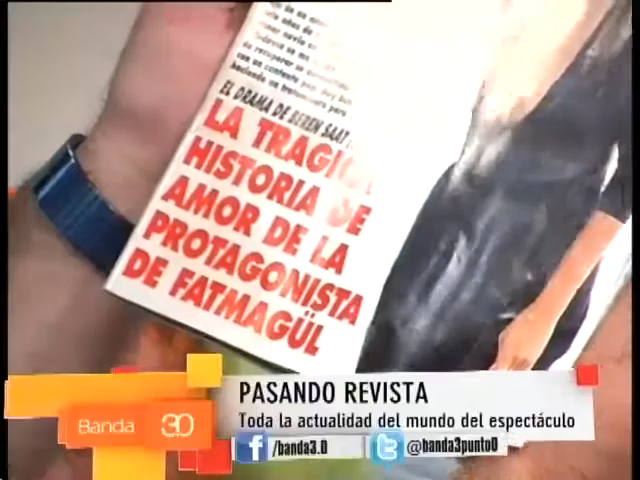 EL DRAMA DE BEREN SAAT
LA TRAGICA
HISTORIA DE
AMOR DE LA
PROTAGONISTA
DE FATMAGÜL
PASANDO REVISTA
Toda la actualidad del mundo del espectáculo
Banda 3.0
/banda3.0
@banda3punto0